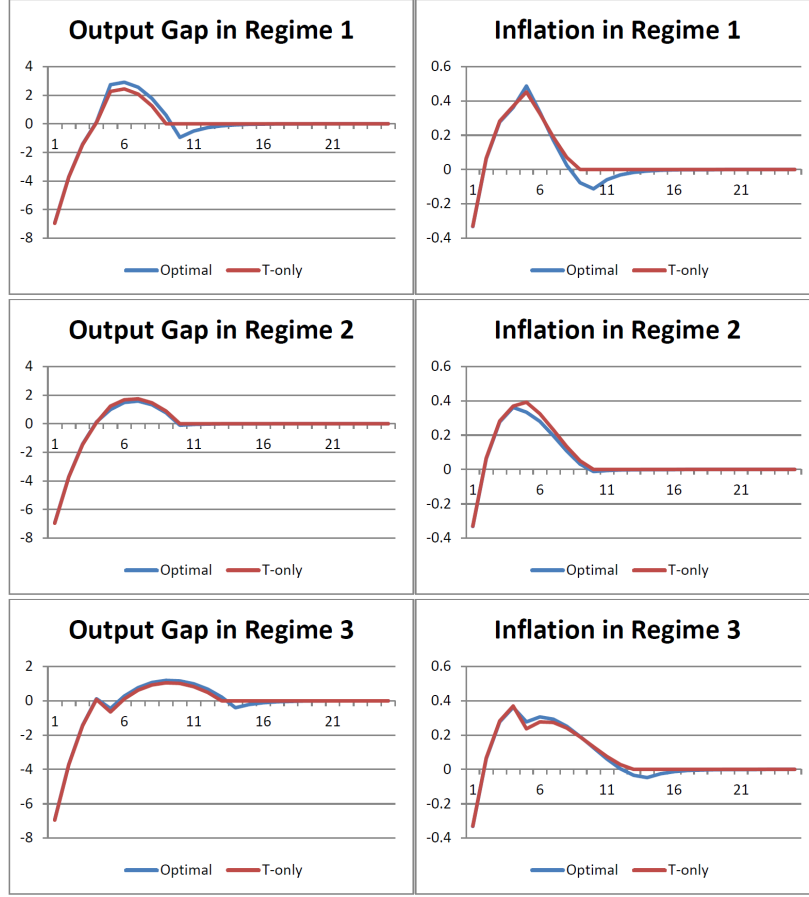 Output Gap in Regime 1
4
2
0
-2
-4
-6
-8
1 6 11 16 21
Optimal T-only
Inflation in Regime 1
0.6
0.4
0.2
0
-0.2
-0.4
1 6 11 16 21
Optimal T-only
Output Gap in Regime 2
4
2
0
-2
-4
-6
-8
1 6 11 16 21
Optimal T-only
Inflation in Regime 2
0.6
0.4
0.2
0
-0.2
-0.4
1 6 11 16 21
Optimal T-only
Output Gap in Regime 3
2
0
-2
-4
-6
-8
1 6 11 16 21
Optimal T-only
Inflation in Regime 3
0.6
0.4
0.2
0
-0.2
-0.4
1 6 11 16 21
Optimal T-only